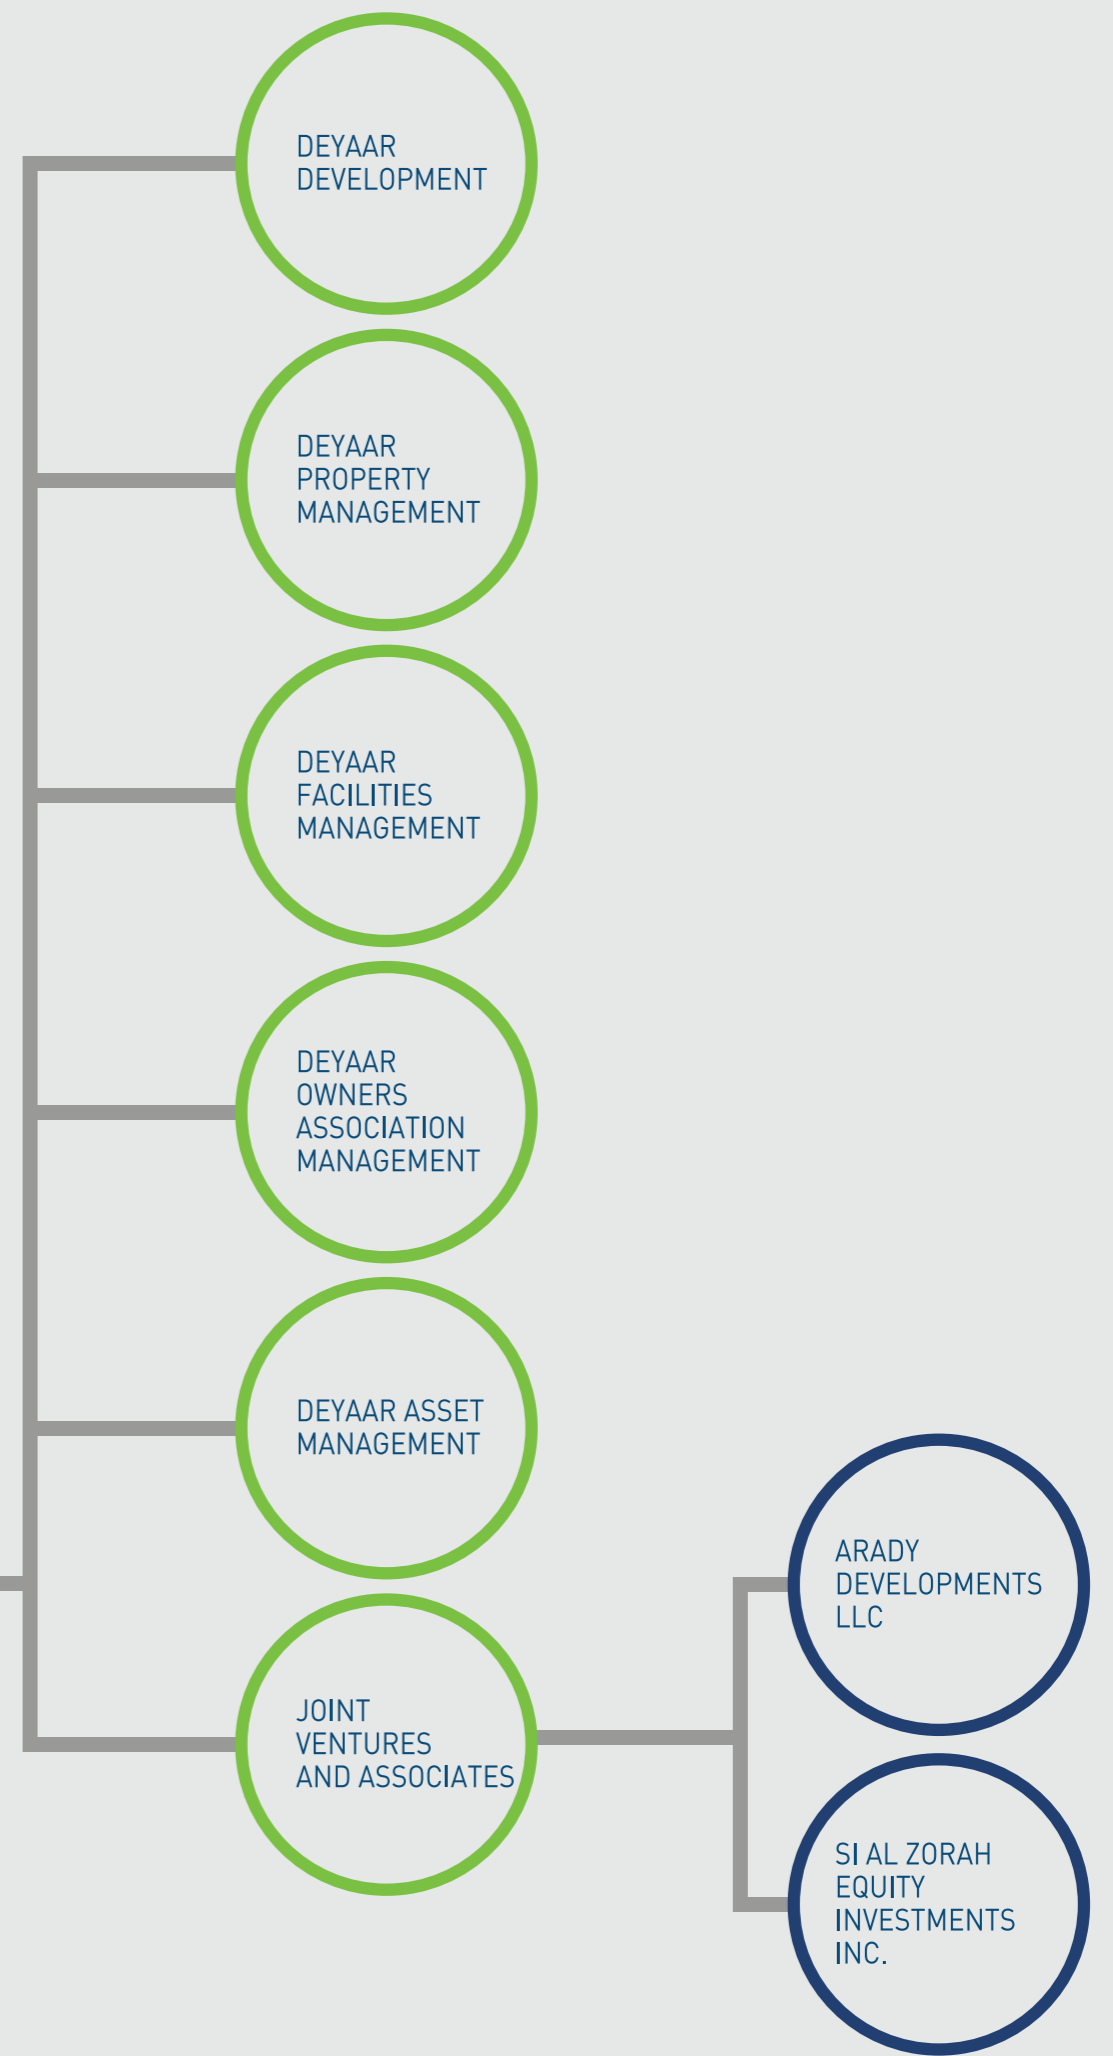 DEYAAR
DEVELOPMENT
DEYAAR
PROPERTY
MANAGEMENT
DEYAAR
FACILITIES
MANAGEMENT
DEYAAR
OWNERS
ASSOCIATION
MANAGEMENT
DEYAAR ASSET
MANAGEMENT
JOINT
VENTURES
AND ASSOCIATES
ARADY
DEVELOPMENTS
LLC
SI AL ZORAH
EQUITY
INVESTMENTS
INC.